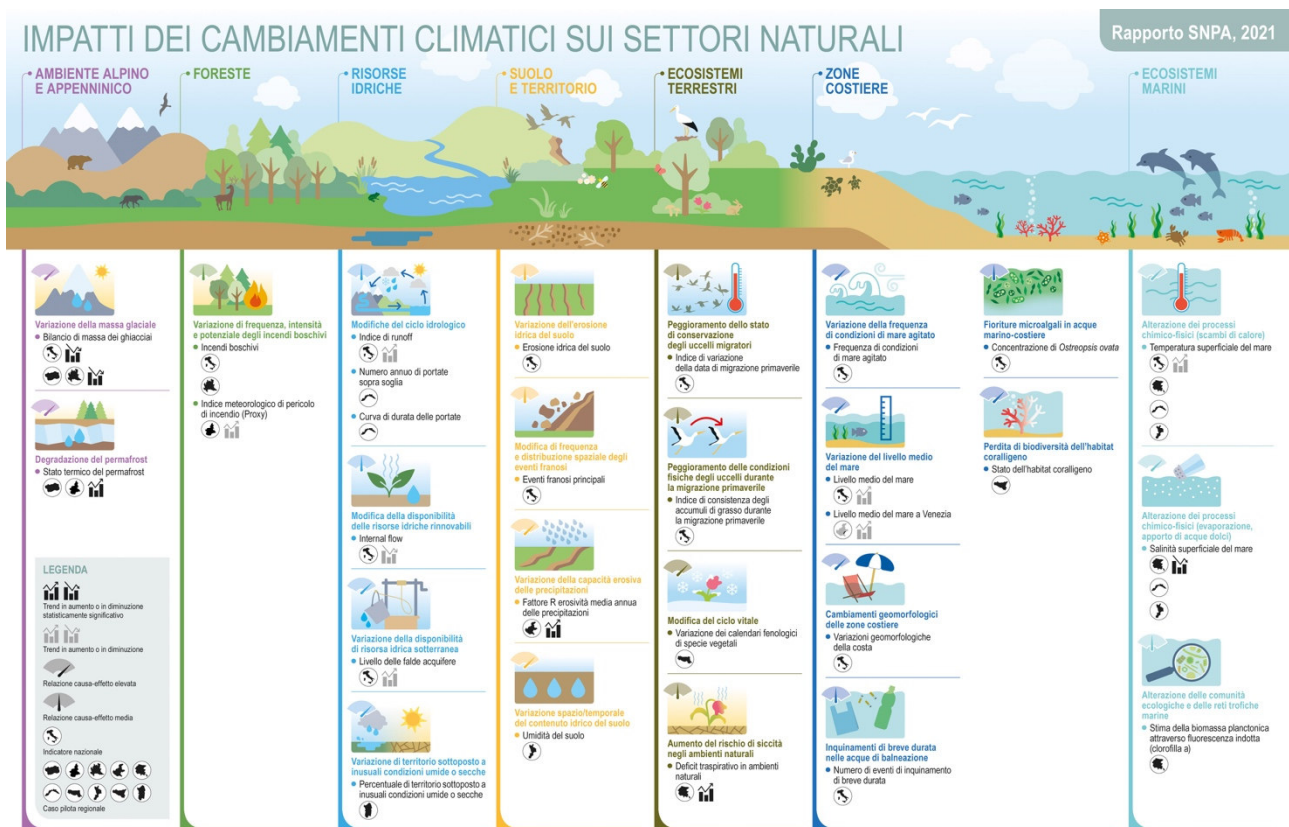 IMPATTI DEI CAMBIAMENTI CLIMATICI SUI SETTORI NATURALI
Rapporto SNPA, 2021
AMBIENTE ALPINO
E APPENNINICO
FORESTE
RISORSE
IDRICHE
SUOLO
E TERRITORIO
ECOSISTEMI
TERRESTRI
ZONE
COSTIERE
ECOSISTEMI
MARINI
Variazione della massa glaciale
• Bilancio di massa dei ghiacciai
Degradazione del permafrost
• Stato termico del permafrost
LEGENDA
Trend in aumento o in diminuzione
statisticamente significativo
Trend in aumento o in diminuzione
Relazione causa-effetto elevata
Relazione causa-effetto media
Indicatore nazionale
Caso pilota regionale
Variazione di frequenza, intensità
e potenziale degli incendi boschivi
• Incendi boschivi
• Indice meteorologico di pericolo
di incendio (Proxy)
Modifiche del ciclo idrologico
• Indice di runoff
• Numero annuo di portate
sopra soglia
• Curva di durata delle portate
Modifica della disponibilità
delle risorse idriche rinnovabili
• Internal flow
Variazione della disponibilità
di risorsa idrica sotterranea
• Livello delle falde acquifere
Variazione di territorio sottoposto a
inusuali condizioni umide o secche
• Percentuale di territorio sottoposto a
inusuali condizioni umide o secche
Variazione dell'erosione
idrica del suolo
• Erosione idrica del suolo
Modifica di frequenza
e distribuzione spaziale degli
eventi franosi
• Eventi franosi principali
Variazione della capacità erosiva
delle precipitazioni
• Fattore R erosività media annua
delle precipitazioni
Variazione spazio/temporale
del contenuto idrico del suolo
• Umidità del suolo
Peggioramento dello stato
di conservazione
degli uccelli migratori
• Indice di variazione
della data di migrazione primaverile
Peggioramento delle condizioni
fisiche degli uccelli durante
la migrazione primaverile
• Indice di consistenza degli
accumuli di grasso durante
la migrazione primaverile
Modifica del ciclo vitale
• Variazione dei calendari fenologici
di specie vegetali
Aumento del rischio di siccità
negli ambienti naturali
• Deficit traspirativo in ambienti
naturali
Variazione della frequenza
di condizioni di mare agitato
• Frequenza di condizioni
di mare agitato
Variazione del livello medio
del mare
• Livello medio del mare
• Livello medio del mare a Venezia
Cambiamenti geomorfologici
delle zone costiere
• Variazioni geomorfologiche
della costa
Inquinamenti di breve durata
nelle acque di balneazione
• Numero di eventi di inquinamento
di breve durata
Fioriture microalgali in acque
marino-costiere
• Concentrazione di Ostreopsis ovata
Perdita di biodiversità dell'habitat
coralligeno
• Stato dell'habitat coralligeno
Alterazione dei processi
chimico-fisici (scambi di calore)
• Temperatura superficiale del mare
Alterazione dei processi
chimico-fisici (evaporazione,
apporto di acque dolci)
• Salinità superficiale del mare
Alterazione delle comunità
ecologiche e delle reti trofiche
marine
• Stima della biomassa planctonica
attraverso fluorescenza indotta
(clorofilla a)